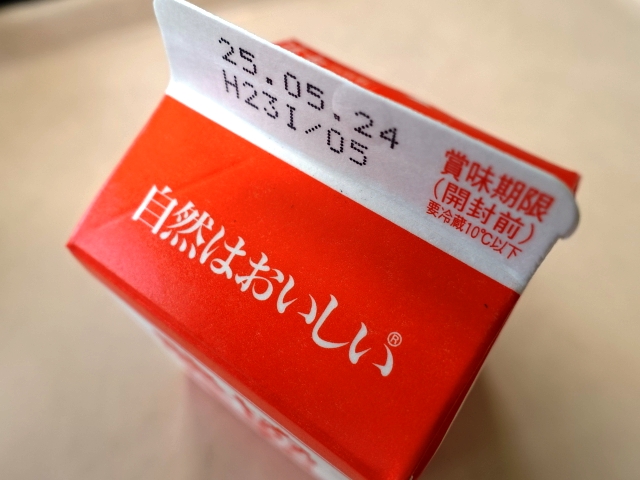 25.05.24
H23I/05
賞味期限
(開封前)
要冷蔵10℃以下
自然はおいしい®